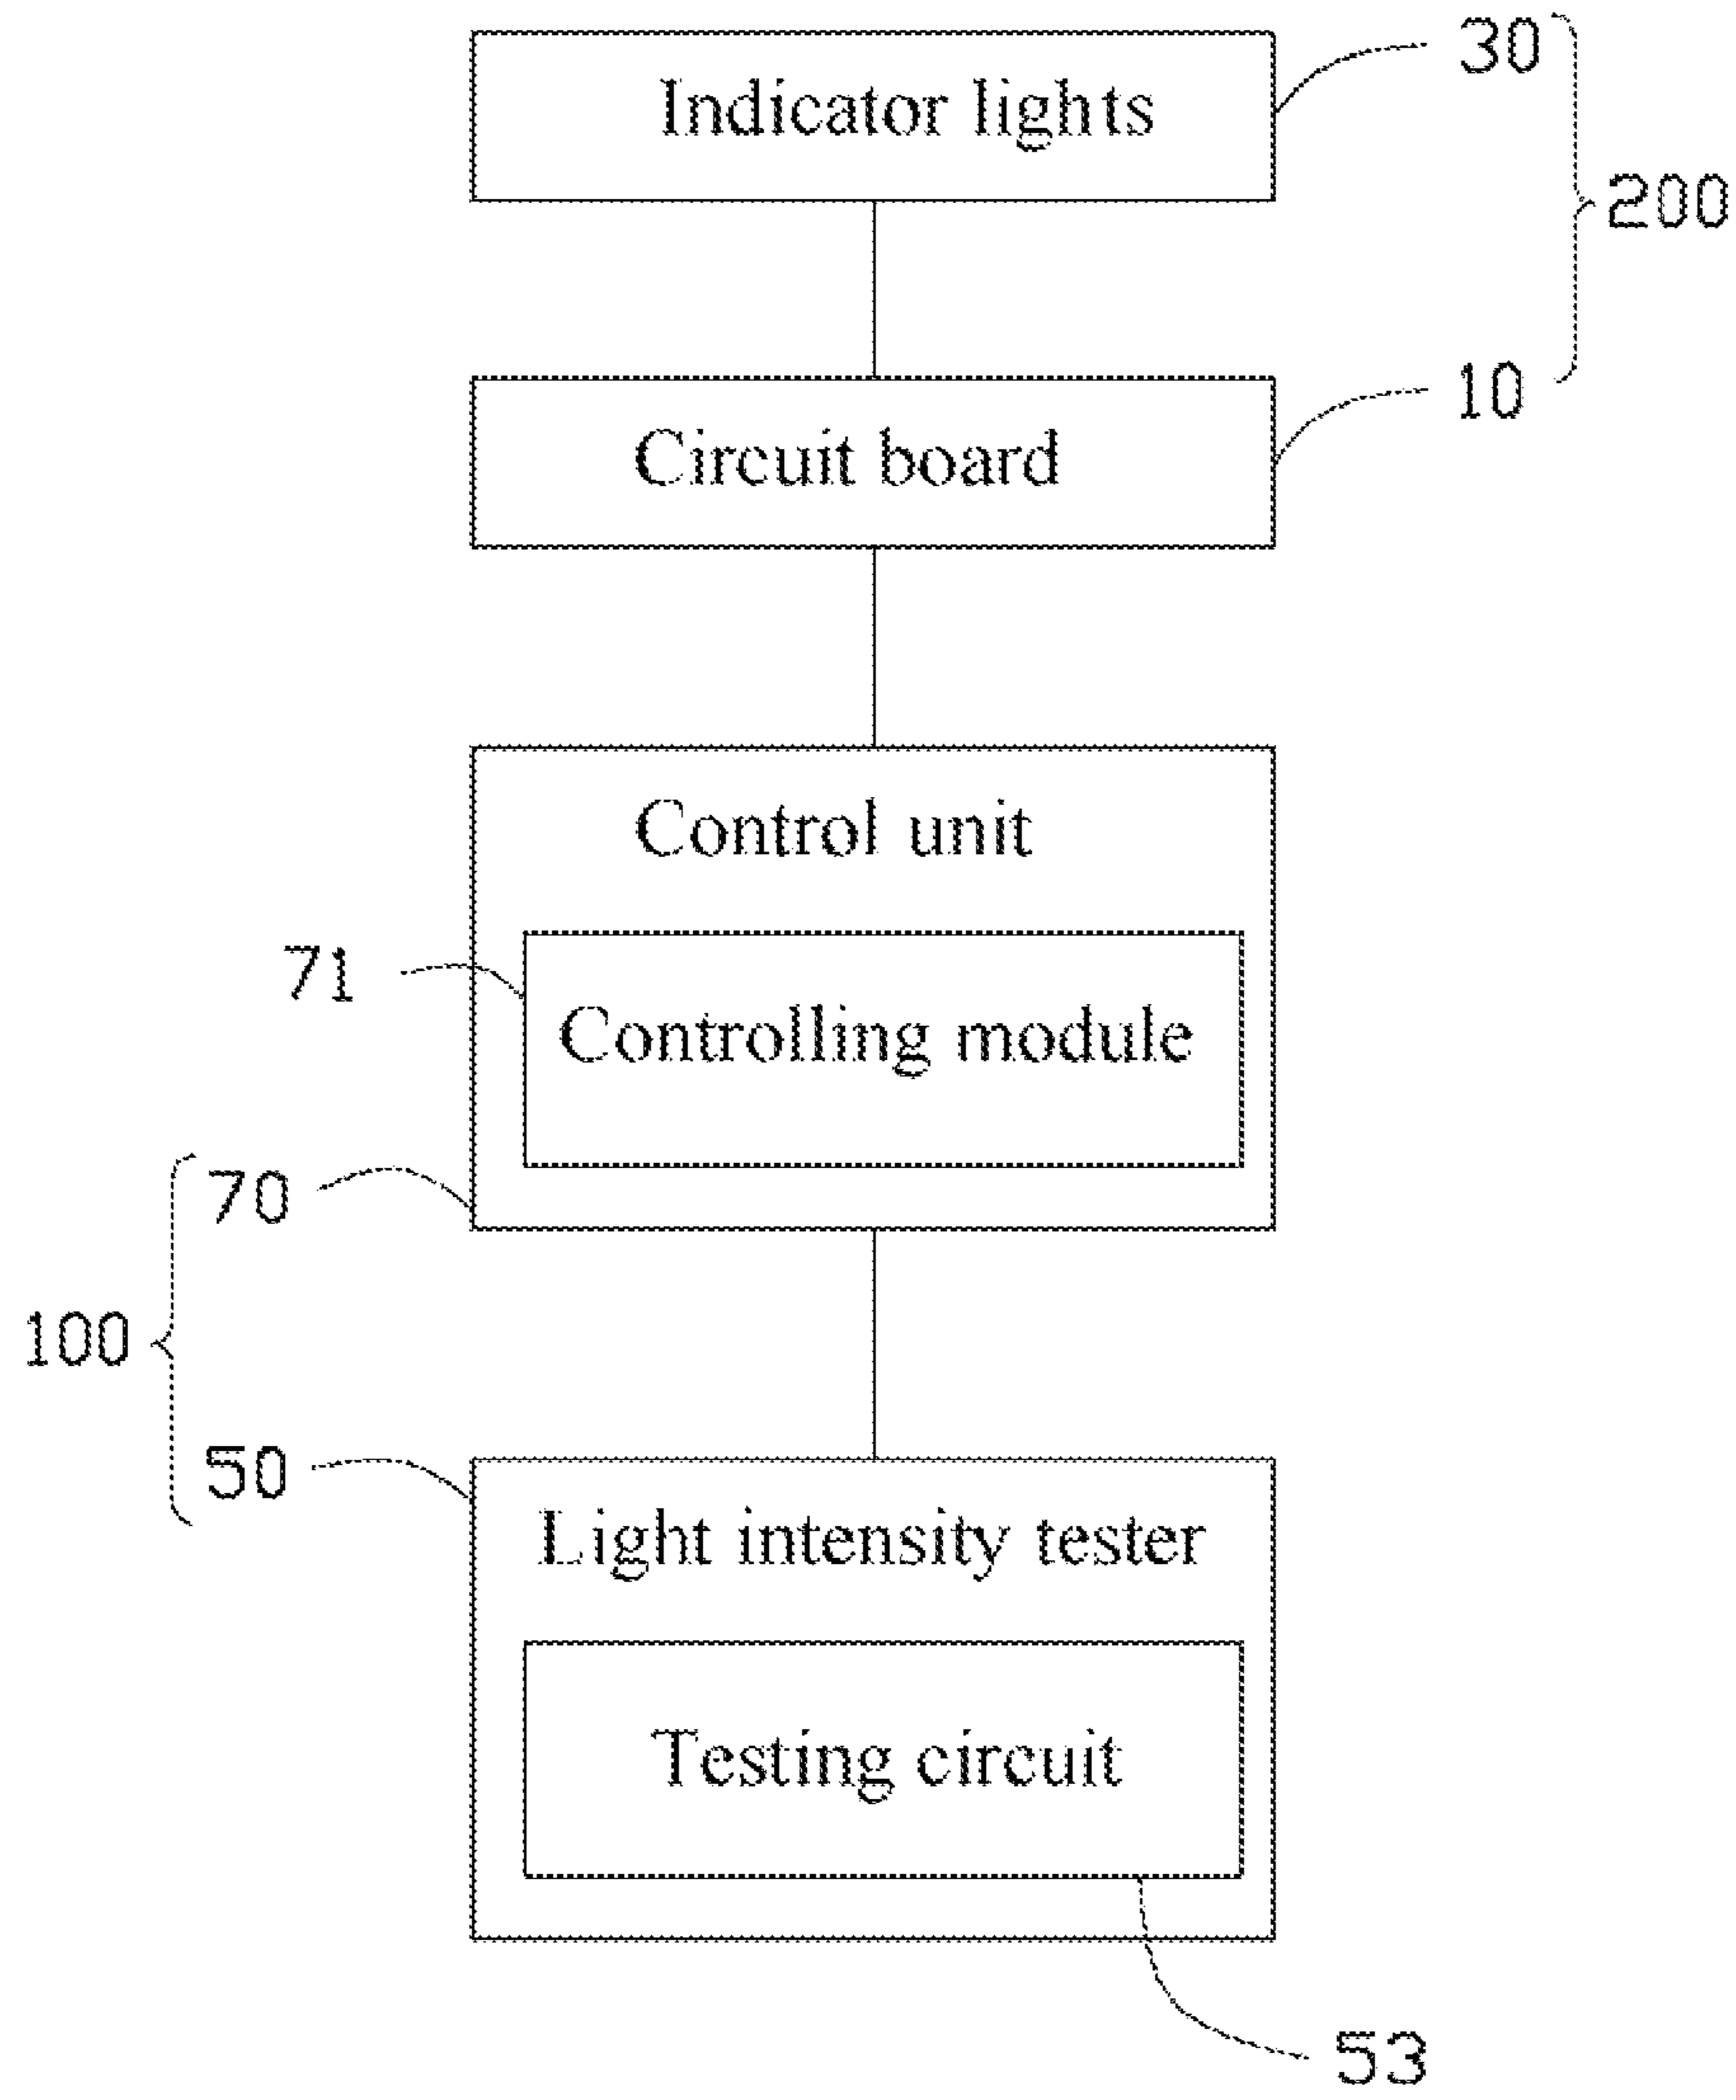 Indicator lights
30
200
Circuit board
10
Control unit
71
Controlling module
70
100
50
Light intensity tester
Testing circuit
53